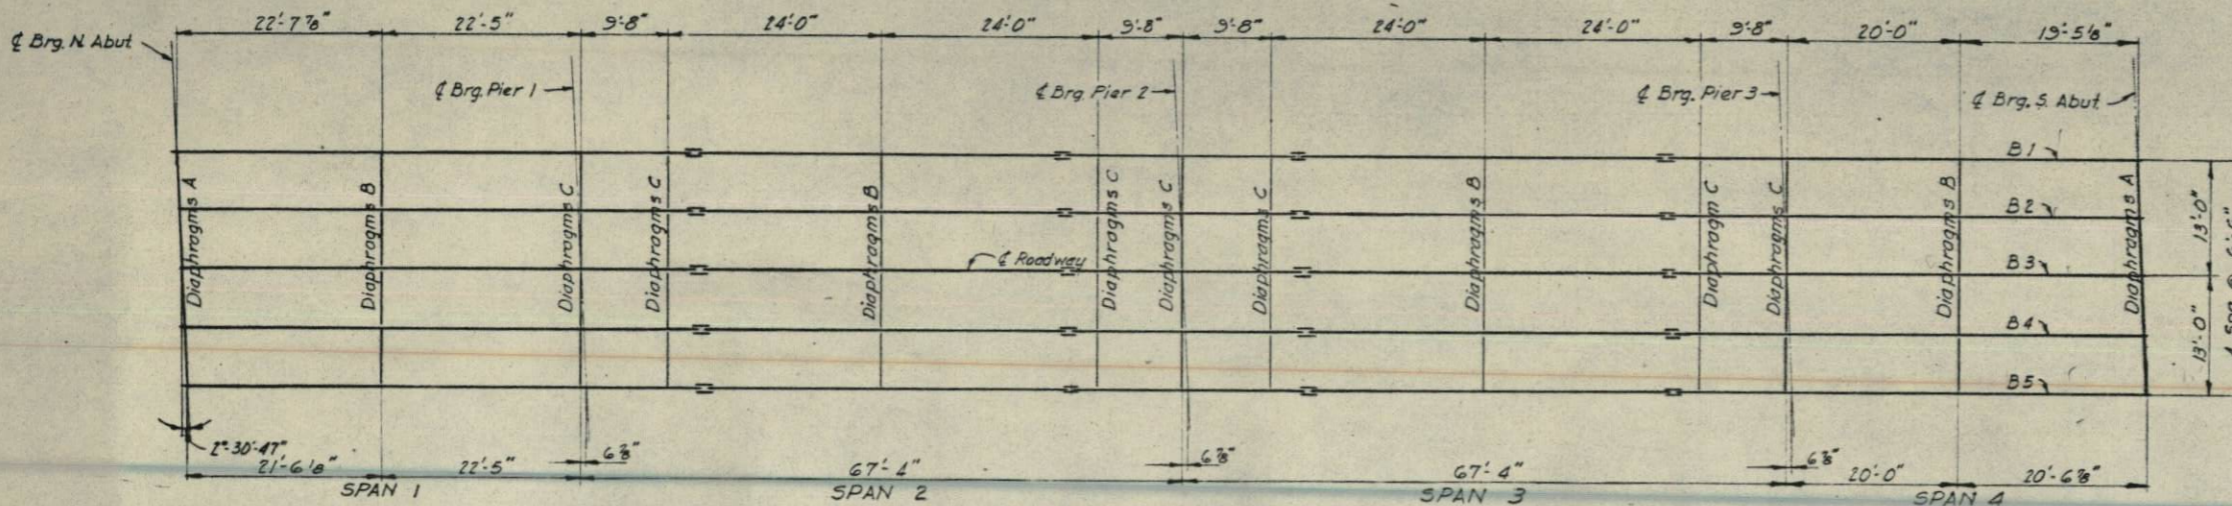 22'-7⅞" 22'-5" 9'-8" 24'-0" 24'-0" 9'-8" 9'-8" 24'-0" 24'-0" 9'-8" 20'-0" 19'-5⅛"
℄ Brg. N. Abut
℄ Brg. Pier 1
℄ Brg. Pier 2
℄ Brg. Pier 3
℄ Brg. S. Abut.
B1
B2
B3
B4
B5
Diaphragms A
Diaphragms B
Diaphragms C
Diaphragms C
Diaphragms B
℄ Roadway
Diaphragms C
Diaphragms C
Diaphragms C
Diaphragms B
Diaphragm C
Diaphragms C
Diaphragms B
Diaphragms A
13'-0"
13'-0"
2°-30'-47"
21'-6⅛" 22'-5" 6⅞" 67'-4" 6⅞" 67'-4" 6⅞" 20'-0" 20'-6⅞"
SPAN 1 SPAN 2 SPAN 3 SPAN 4